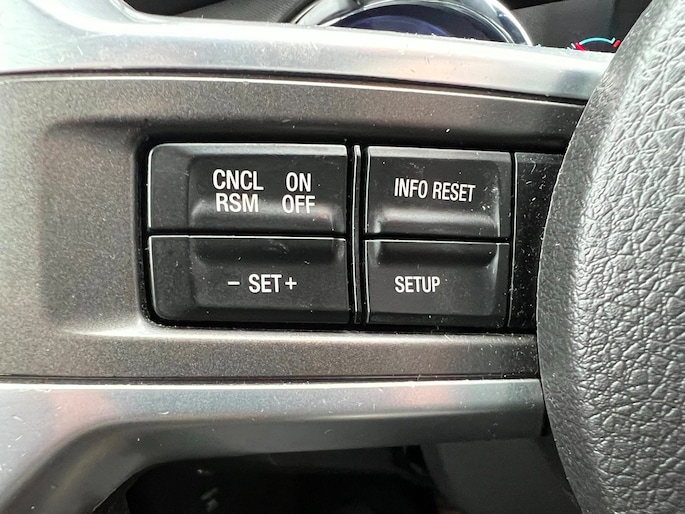 CNCL ON
RSM OFF
INFO RESET
- SET +
SETUP